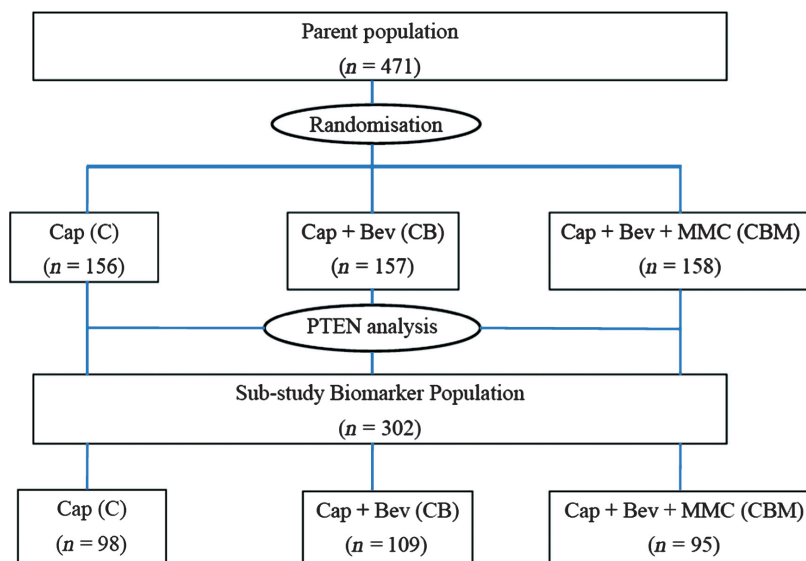 Parent population
(n = 471)
Randomisation
Cap (C)
(n = 156)
Cap + Bev (CB)
(n = 157)
Cap + Bev + MMC (CBM)
(n = 158)
PTEN analysis
Sub-study Biomarker Population
(n = 302)
Cap (C)
(n = 98)
Cap + Bev (CB)
(n = 109)
Cap + Bev + MMC (CBM)
(n = 95)